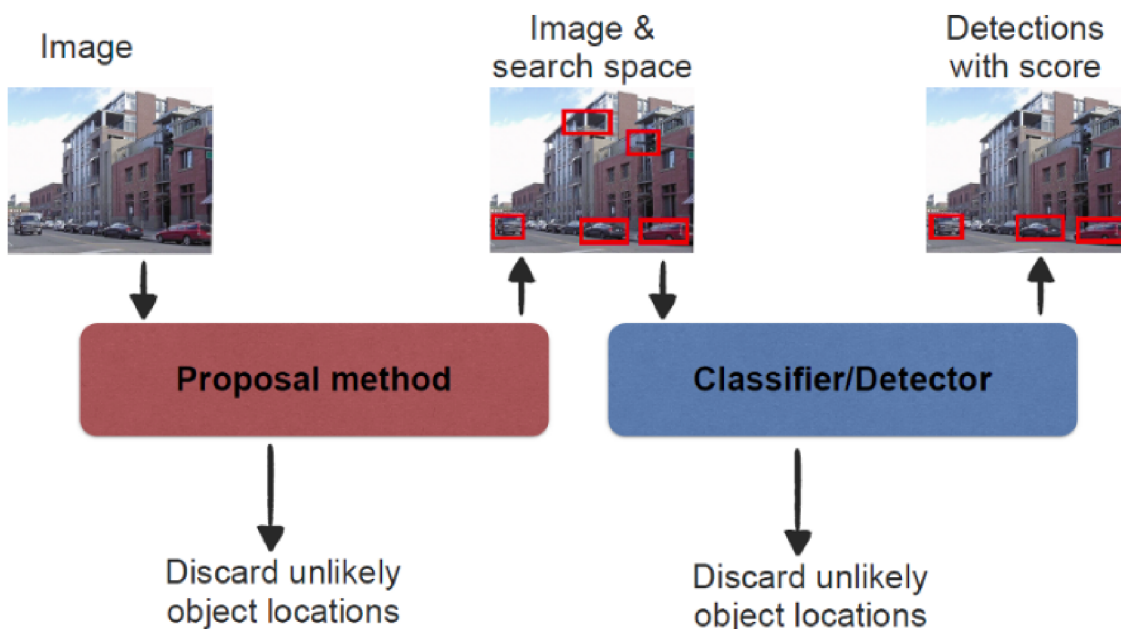 Image
Image &
search space
Detections
with score
Proposal method
Classifier/Detector
Discard unlikely
object locations
Discard unlikely
object locations